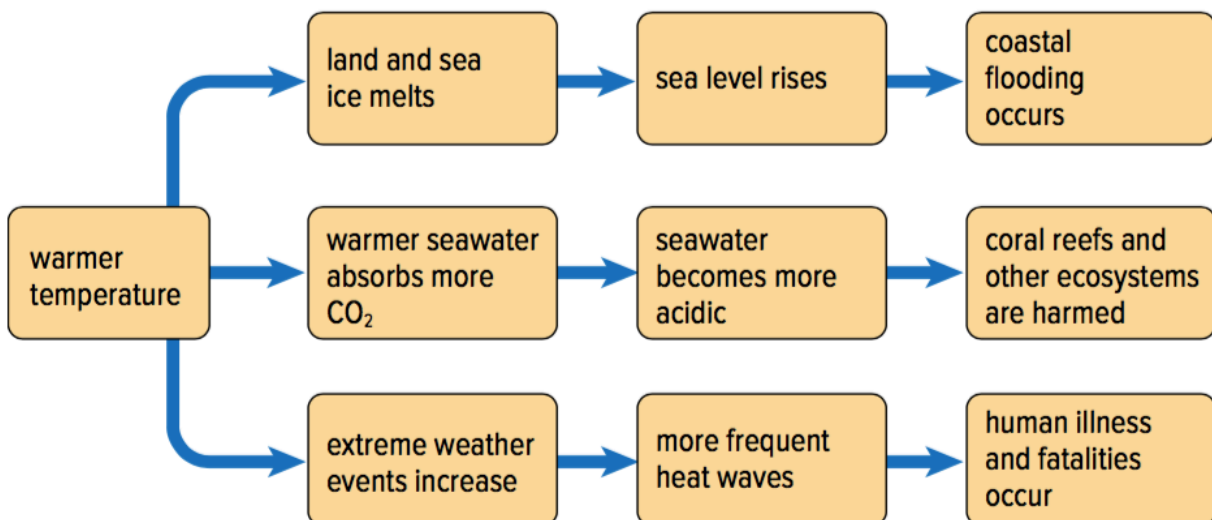 warmer
temperature
land and sea
ice melts
sea level rises
coastal
flooding
occurs
warmer seawater
absorbs more
CO₂
seawater
becomes more
acidic
coral reefs and
other ecosystems
are harmed
extreme weather
events increase
more frequent
heat waves
human illness
and fatalities
occur